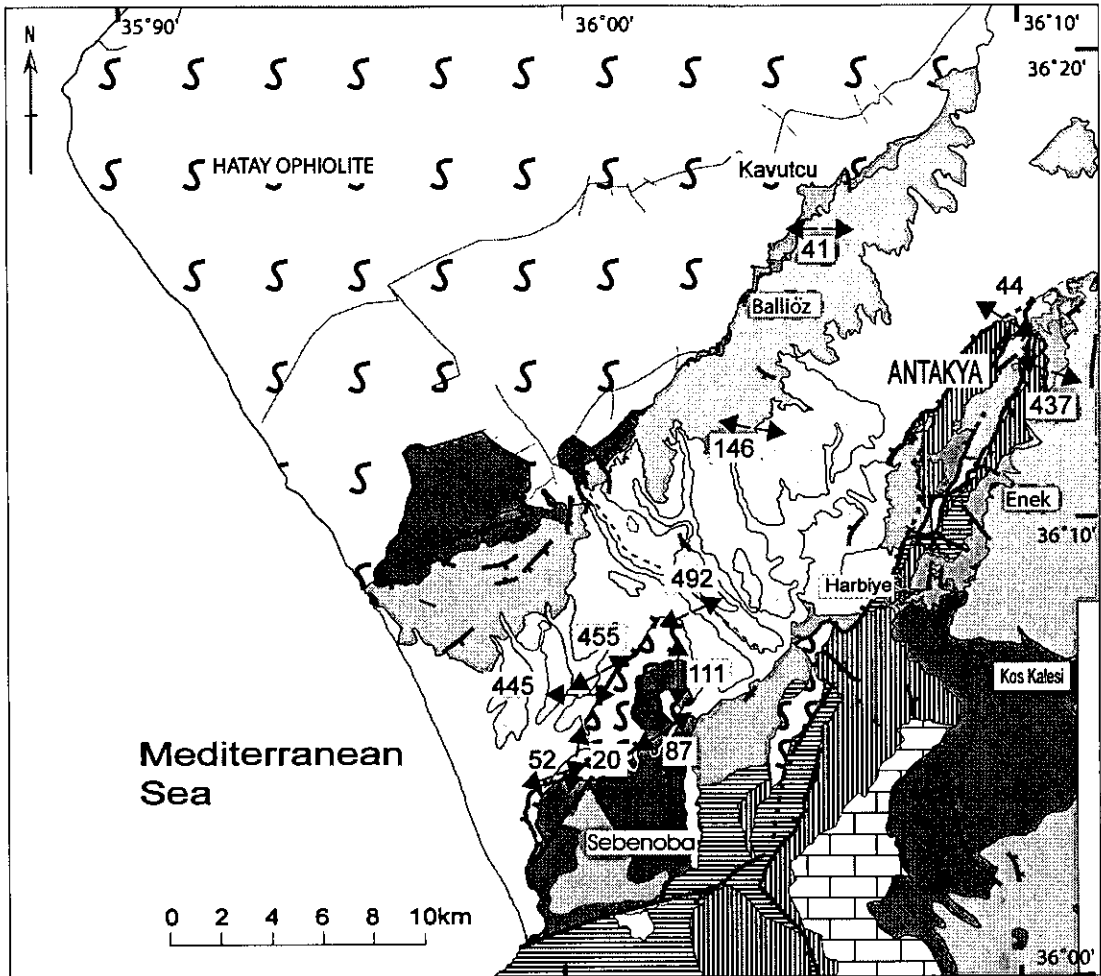 35°90'
36°00'
36°10'
N
36°20'
HATAY OPHIOLITE
Kavutcu
41
Ballıöz
44
ANTAKYA
437
146
Enek
36°10'
492
Harbiye
455
111
445
Kos Kalesi
Mediterranean
Sea
52
20
87
Sebenoba
0 2 4 6 8 10km
36°00'